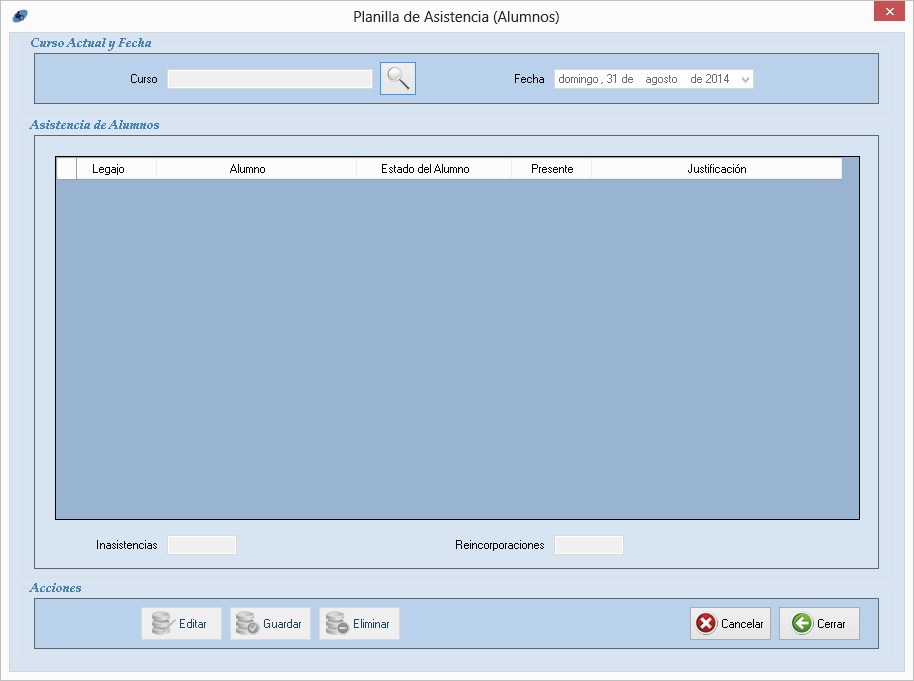 Planilla de Asistencia (Alumnos)
Curso Actual y Fecha
Curso
Fecha domingo , 31 de agosto de 2014
Asistencia de Alumnos
Legajo Alumno Estado del Alumno Presente Justificación
Inasistencias Reincorporaciones
Acciones
Editar Guardar Eliminar Cancelar Cerrar